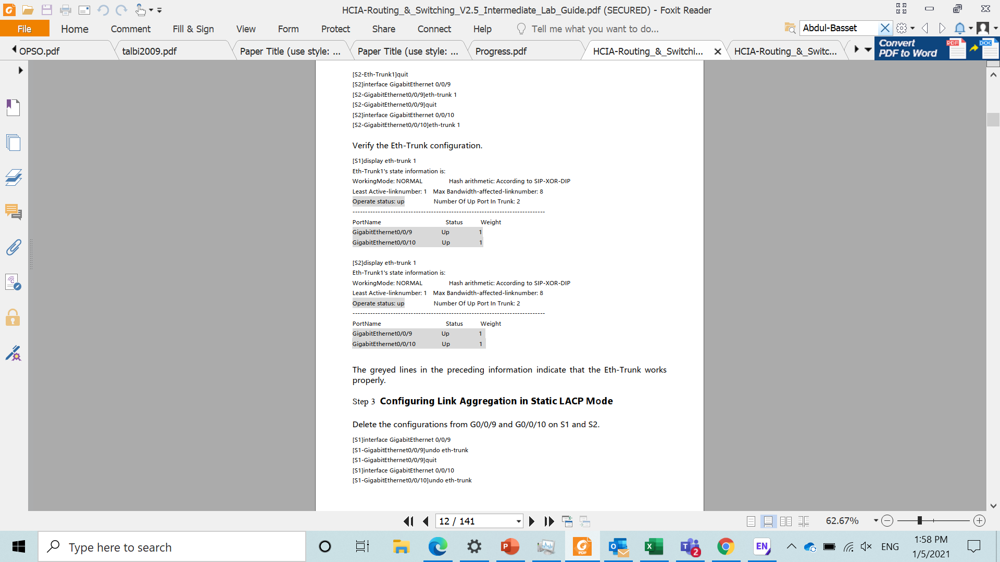 HCIA-Routing_&_Switching_V2.5_Intermediate_Lab_Guide.pdf (SECURED) - Foxit Reader
File Home Comment Fill & Sign View Form Protect Share Connect Help Tell me what you want to do... Abdul-Basset
OPSO.pdf talbi2009.pdf Paper Title (use style: ... Paper Title (use style: ... Progress.pdf HCIA-Routing_&_Switchi... HCIA-Routing_&_Switc...
Convert PDF DOC
PDF to Word
[S2-Eth-Trunk1]quit
[S2]interface GigabitEthernet 0/0/9
[S2-GigabitEthernet0/0/9]eth-trunk 1
[S2-GigabitEthernet0/0/9]quit
[S2]interface GigabitEthernet 0/0/10
[S2-GigabitEthernet0/0/10]eth-trunk 1
Verify the Eth-Trunk configuration.
[S1]display eth-trunk 1
Eth-Trunk1's state information is:
WorkingMode: NORMAL Hash arithmetic: According to SIP-XOR-DIP
Least Active-linknumber: 1 Max Bandwidth-affected-linknumber: 8
Operate status: up Number Of Up Port In Trunk: 2
--------------------------------------------------------------------------------
PortName Status Weight
GigabitEthernet0/0/9 Up 1
GigabitEthernet0/0/10 Up 1
[S2]display eth-trunk 1
Eth-Trunk1's state information is:
WorkingMode: NORMAL Hash arithmetic: According to SIP-XOR-DIP
Least Active-linknumber: 1 Max Bandwidth-affected-linknumber: 8
Operate status: up Number Of Up Port In Trunk: 2
--------------------------------------------------------------------------------
PortName Status Weight
GigabitEthernet0/0/9 Up 1
GigabitEthernet0/0/10 Up 1
The greyed lines in the preceding information indicate that the Eth-Trunk works
properly.
Step 3 Configuring Link Aggregation in Static LACP Mode
Delete the configurations from G0/0/9 and G0/0/10 on S1 and S2.
[S1]interface GigabitEthernet 0/0/9
[S1-GigabitEthernet0/0/9]undo eth-trunk
[S1-GigabitEthernet0/0/9]quit
[S1]interface GigabitEthernet 0/0/10
[S1-GigabitEthernet0/0/10]undo eth-trunk
12 / 141 62.67%
Type here to search EN 2 ENG 1:58 PM
1/5/2021